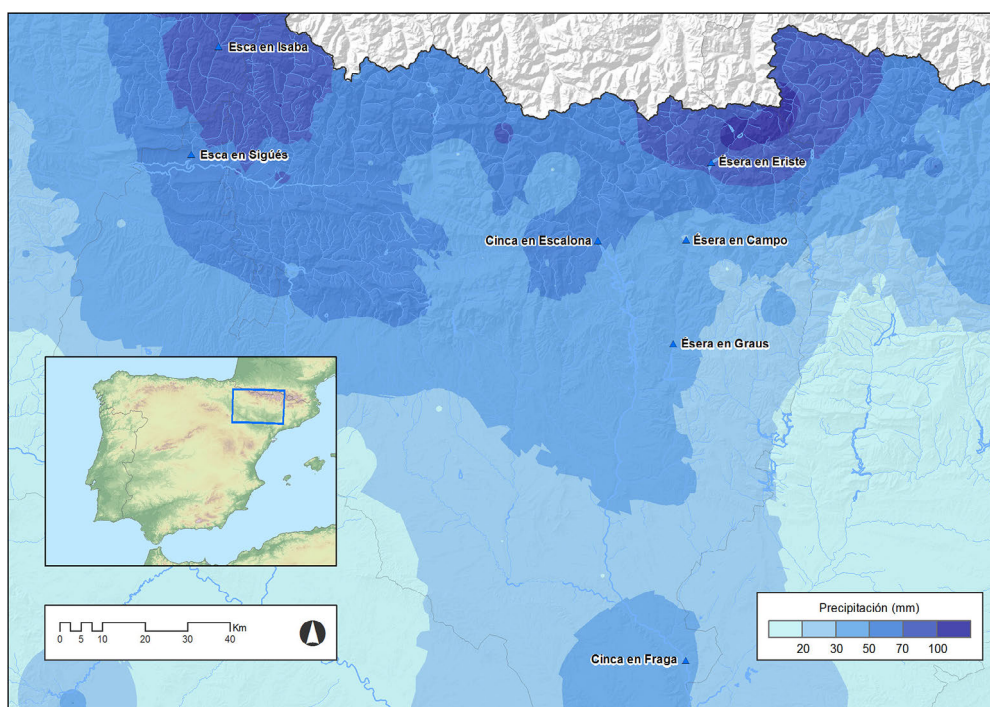 Esca en Isaba
Esca en Sigüés
Ésera en Eriste
Cinca en Escalona
Ésera en Campo
Ésera en Graus
Cinca en Fraga
0 5 10 20 30 40 Km
Precipitación (mm)
20 30 50 70 100